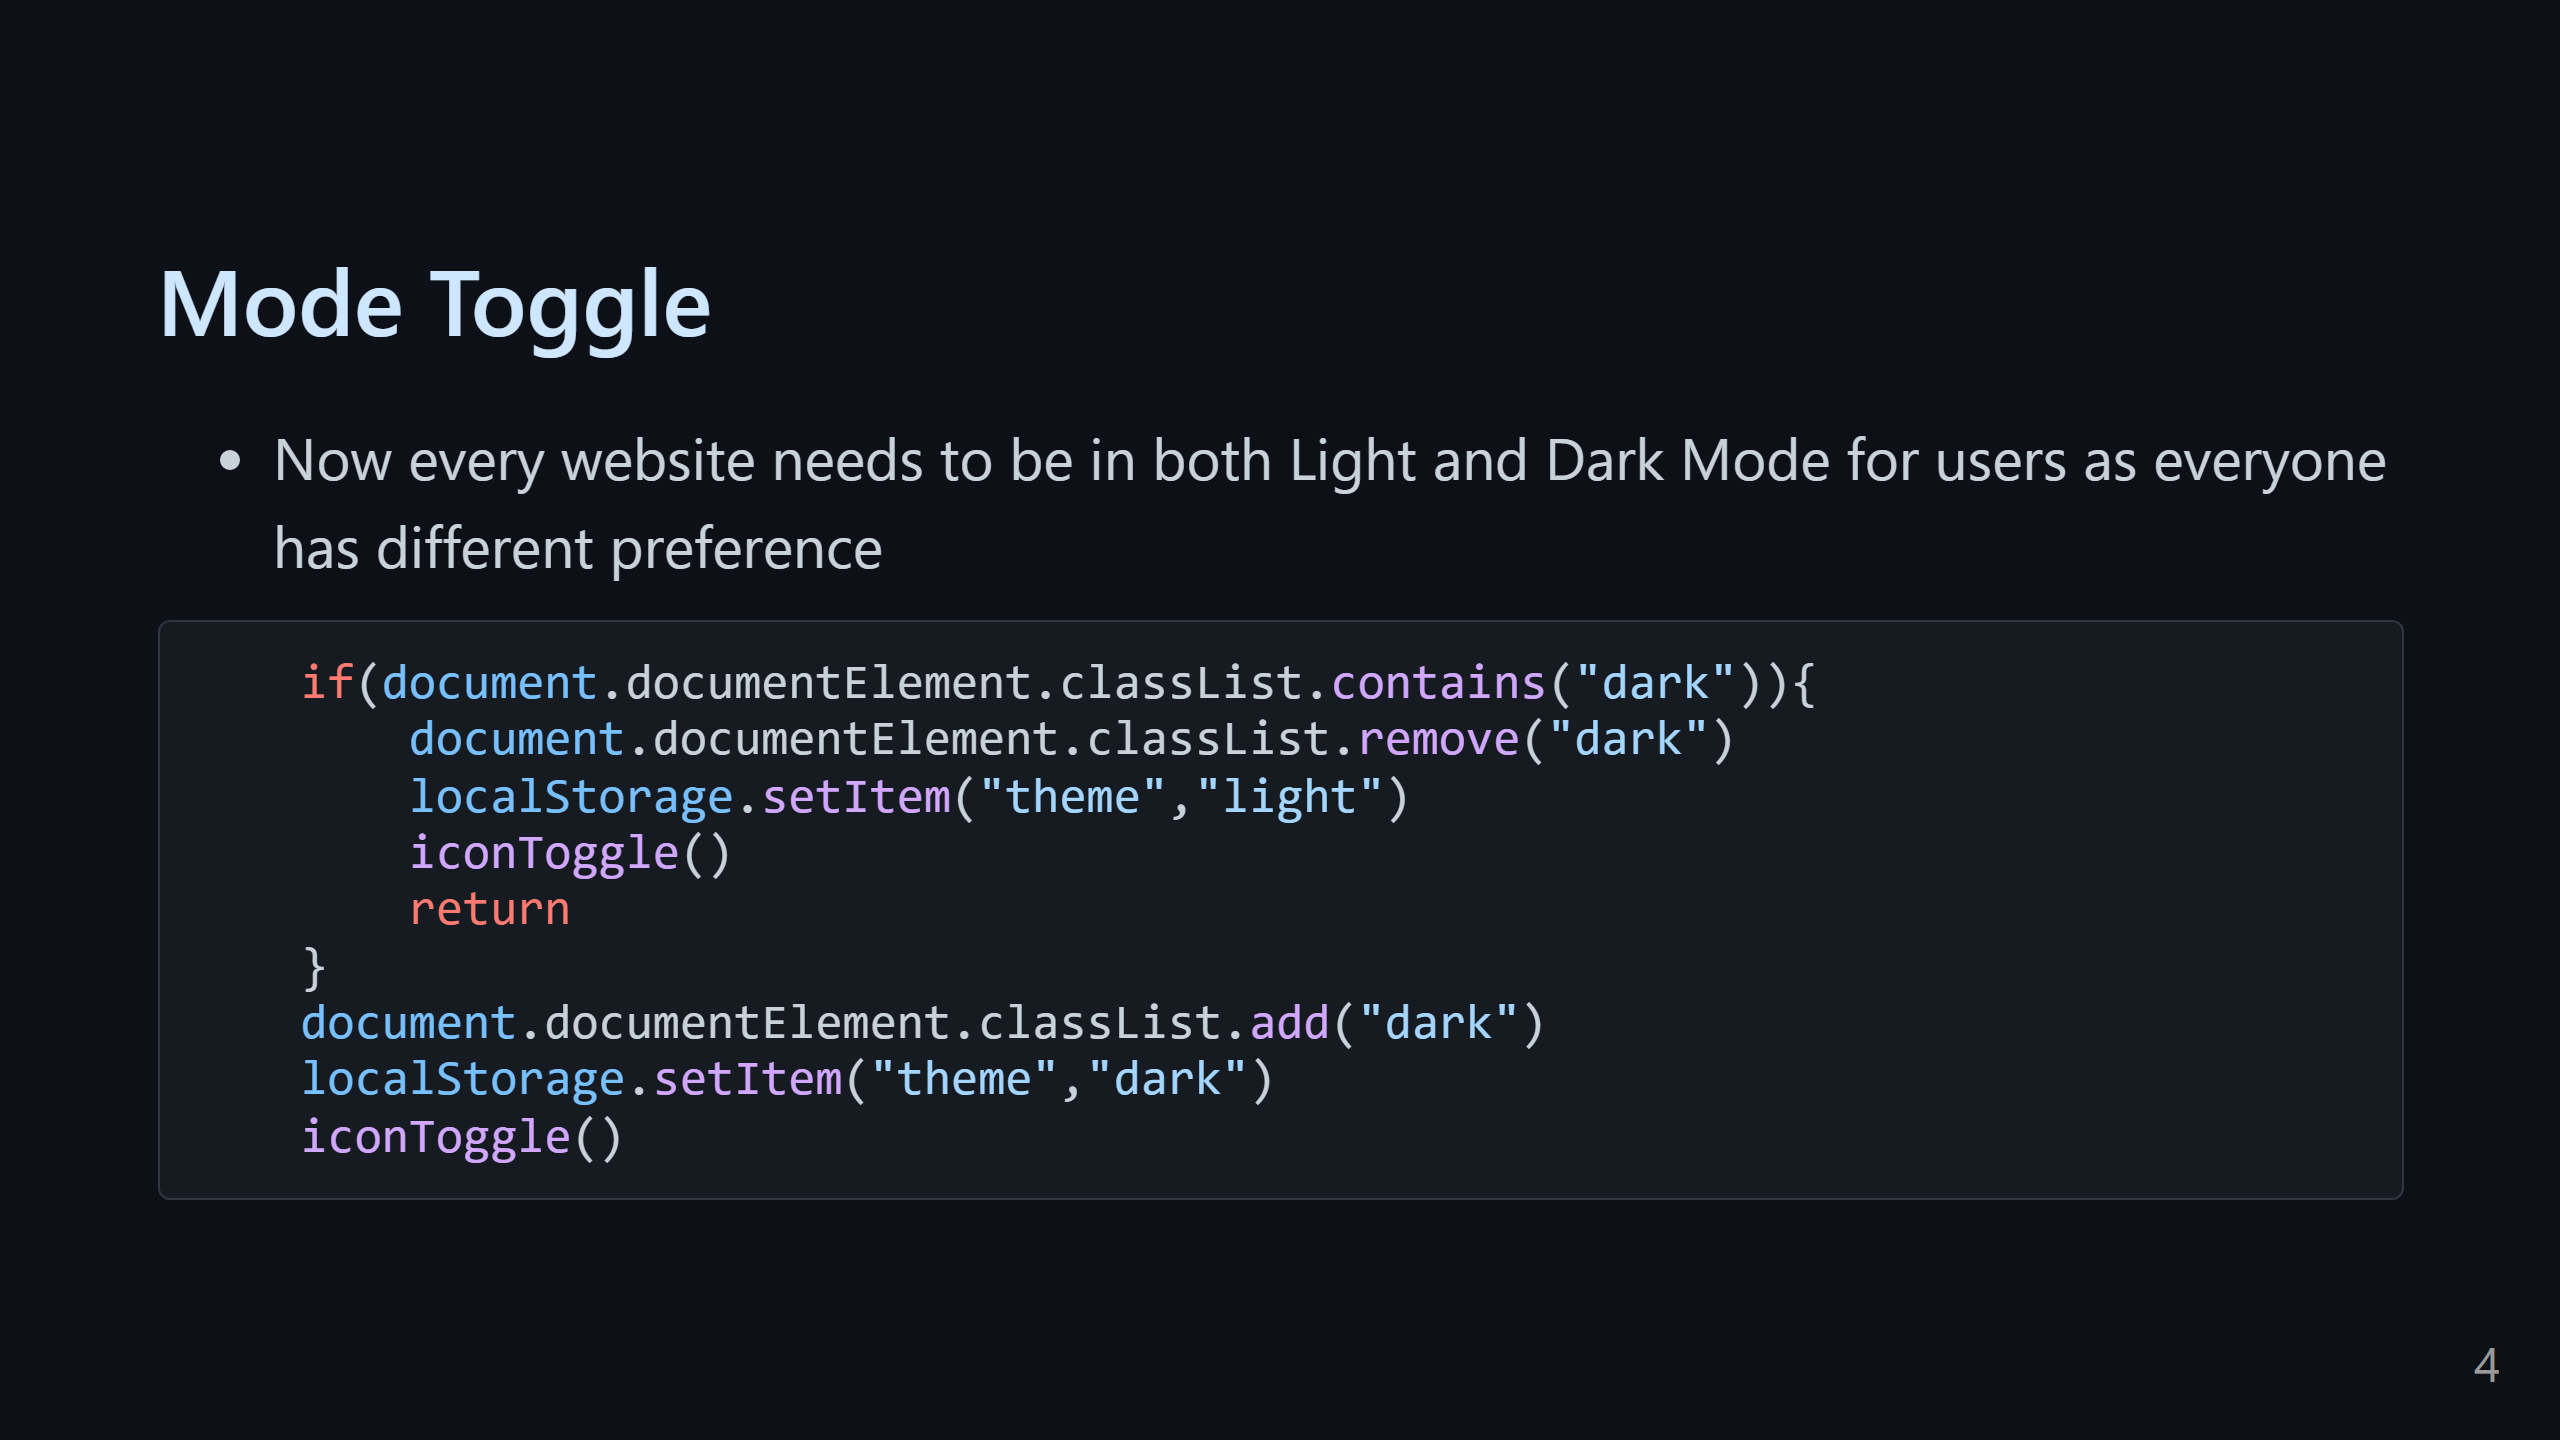 Mode Toggle
• Now every website needs to be in both Light and Dark Mode for users as everyone
has different preference
if(document.documentElement.classList.contains("dark")){
    document.documentElement.classList.remove("dark")
    localStorage.setItem("theme","light")
    iconToggle()
    return
}
document.documentElement.classList.add("dark")
localStorage.setItem("theme","dark")
iconToggle()
4